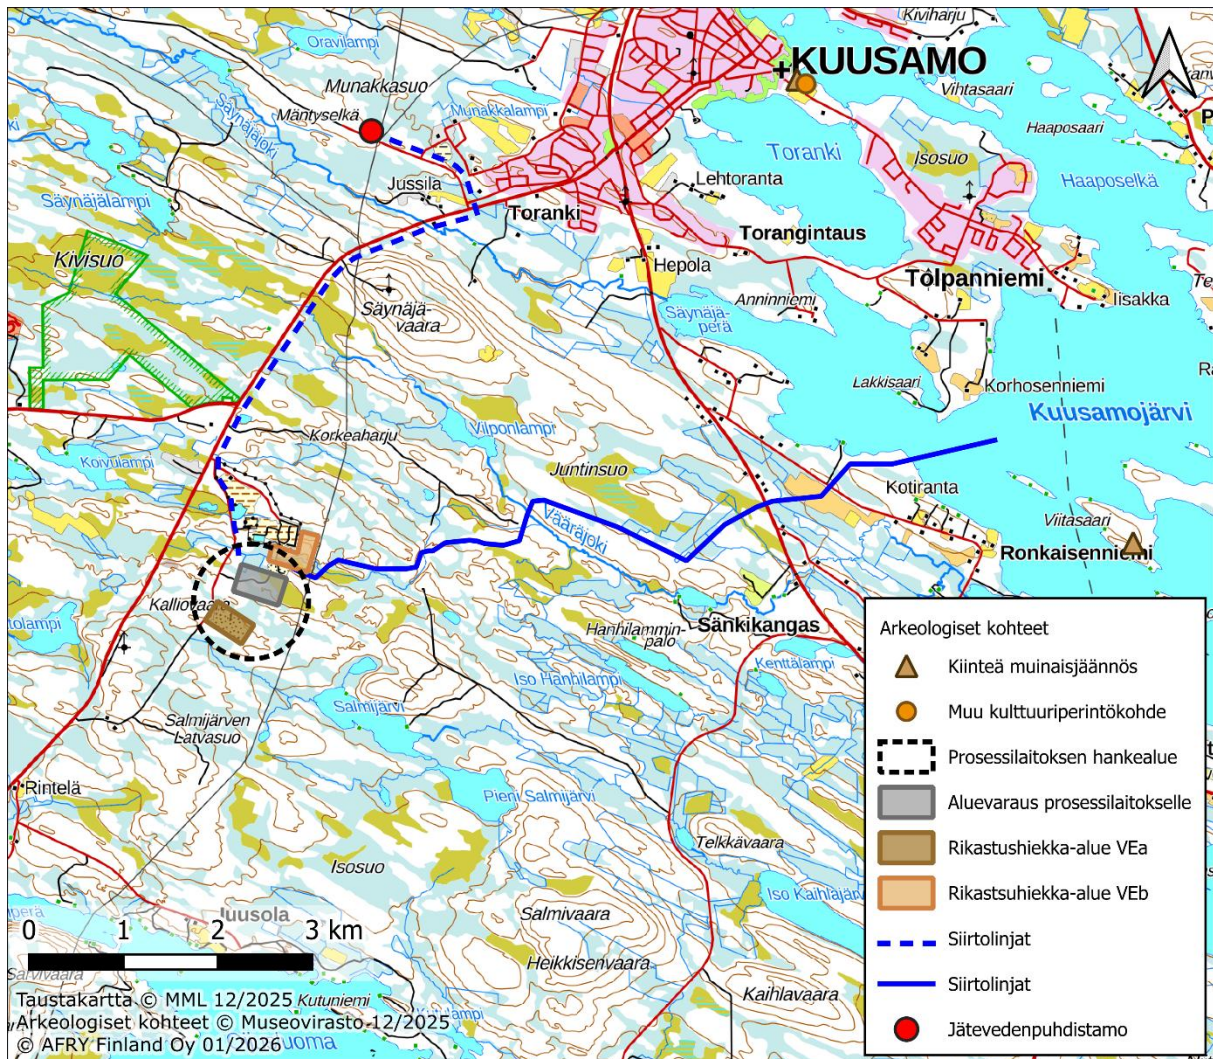 Kiviharju
Oravilampi
KUUSAMO
Munakkasuo
Vihtasaari
Mäntyselkä
Munakkalampi
Säynäjäjoki
Haaposaari
Toranki
Isosuo
Haaposelkä
Jussila
Lehtoranta
Säynäjälampi
Toranki
Torangintaus
Kivisuo
Hepola
Tolpanniemi
Iisakka
Säynäjä-
vaara
Säynäjä-
perä
Anninniemi
Lakkisaari
Korhosenniemi
Kuusamojärvi
Vilponlampi
Korkeaharju
Koivulampi
Juntinsuo
Kotiranta
Viitasaari
Vääräjoki
Ronkaisenniemi
Kalliovaara
Sänkikangas
Hanhilammin-
palo
Kenttälampi
Iso Hanhilampi
Salmijärvi
Salmijärven
Latvasuo
Rintelä
Pieni Salmijärvi
Telkkävaara
Isosuo
Iso Kaihlajärv
Salmivaara
Juusola
Heikkisenvaara
Kaihlavaara
Sarvivaara
Kutuniemi
Arkeologiset kohteet
Kiinteä muinaisjäännös
Muu kulttuuriperintökohde
Prosessilaitoksen hankealue
Aluevaraus prosessilaitokselle
Rikastushiekka-alue VEa
Rikastsuhiekka-alue VEb
Siirtolinjat
Siirtolinjat
Jätevedenpuhdistamo
0 1 2 3 km
Taustakartta © MML 12/2025
Arkeologiset kohteet © Museovirasto 12/2025
© AFRY Finland Oy 01/2026